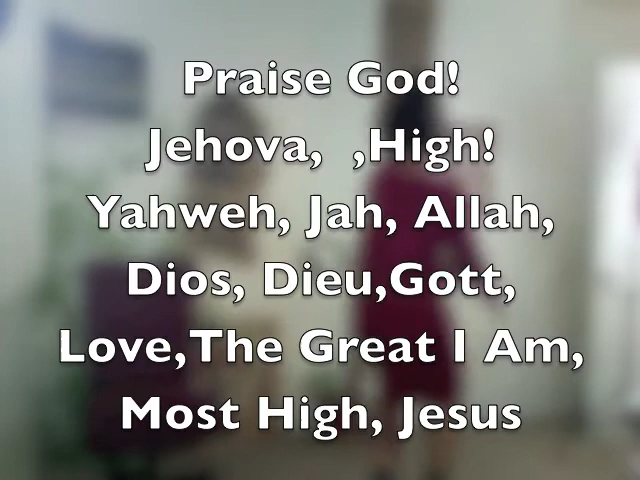 Praise God!
Jehova,  ,High!
Yahweh, Jah, Allah,
Dios, Dieu,Gott,
Love,The Great I Am,
Most High, Jesus